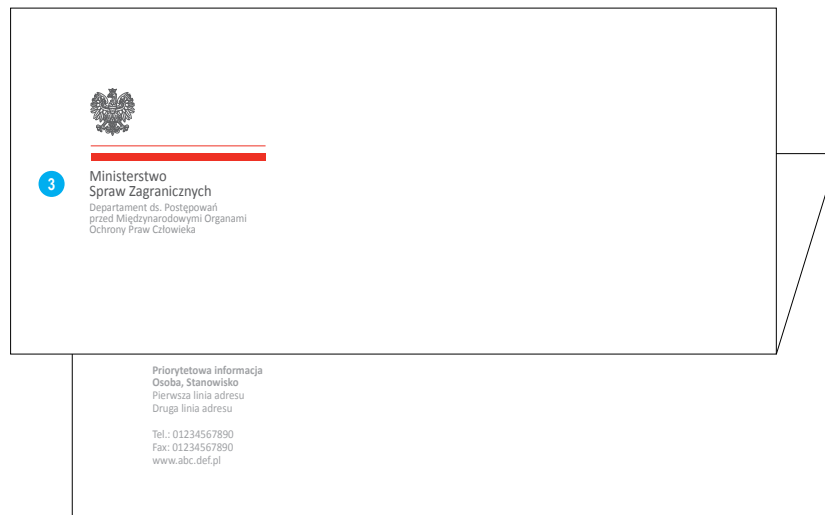 3
Ministerstwo
Spraw Zagranicznych
Departament ds. Postępowań
przed Międzynarodowymi Organami
Ochrony Praw Człowieka
Priorytetowa informacja
Osoba, Stanowisko
Pierwsza linia adresu
Druga linia adresu
Tel.: 01234567890
Fax: 01234567890
www.abc.def.pl